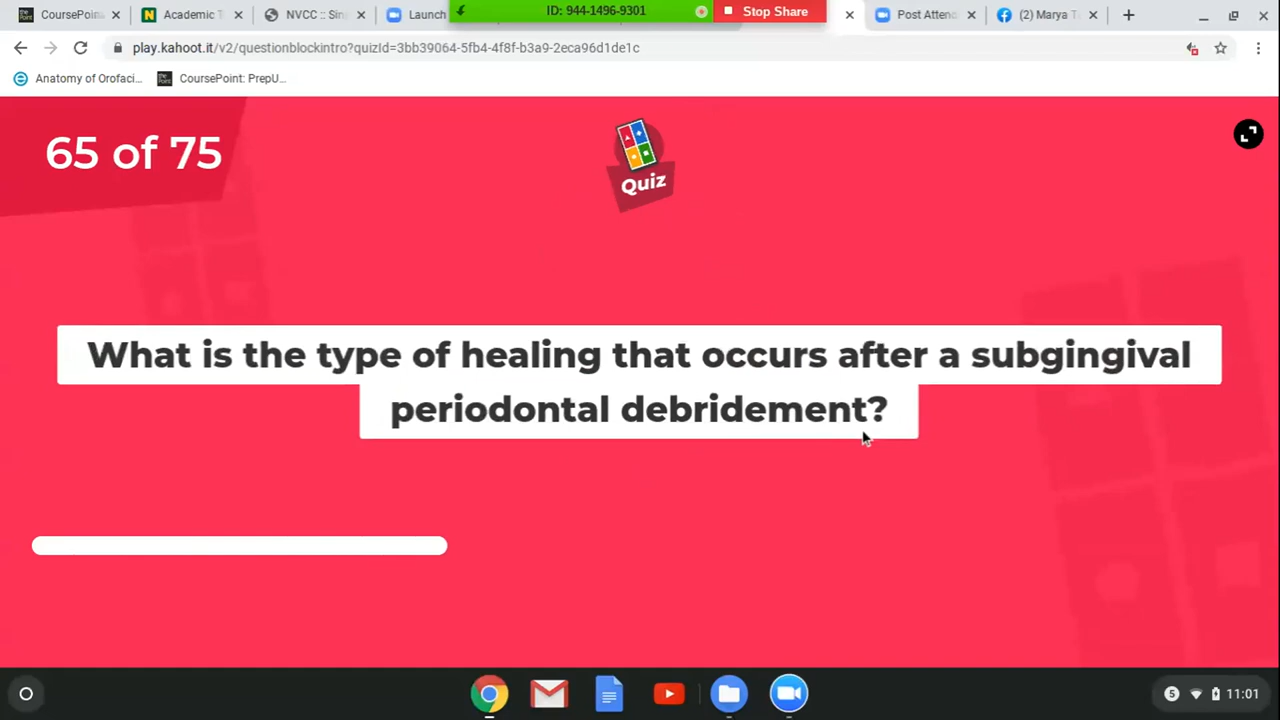 CoursePoin
Academic T
NVCC :: Sin
Launch
ID: 944-1496-9301
Stop Share
Post Attend
(2) Marya T
play.kahoot.it/v2/questionblockintro?quizId=3bb39064-5fb4-4f8f-b3a9-2eca96d1de1c
Anatomy of Orofaci...
CoursePoint: PrepU...
65 of 75
Quiz
What is the type of healing that occurs after a subgingival
periodontal debridement?
5
11:01